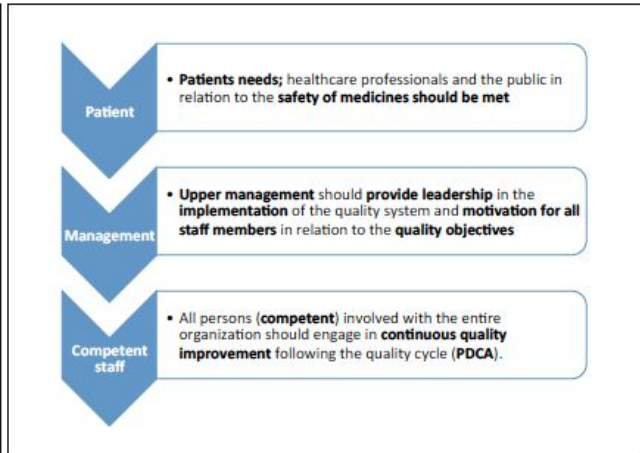 Patient
• Patients needs; healthcare professionals and the public in
relation to the safety of medicines should be met
Management
• Upper management should provide leadership in the
implementation of the quality system and motivation for all
staff members in relation to the quality objectives
Competent
staff
• All persons (competent) involved with the entire
organization should engage in continuous quality
improvement following the quality cycle (PDCA).